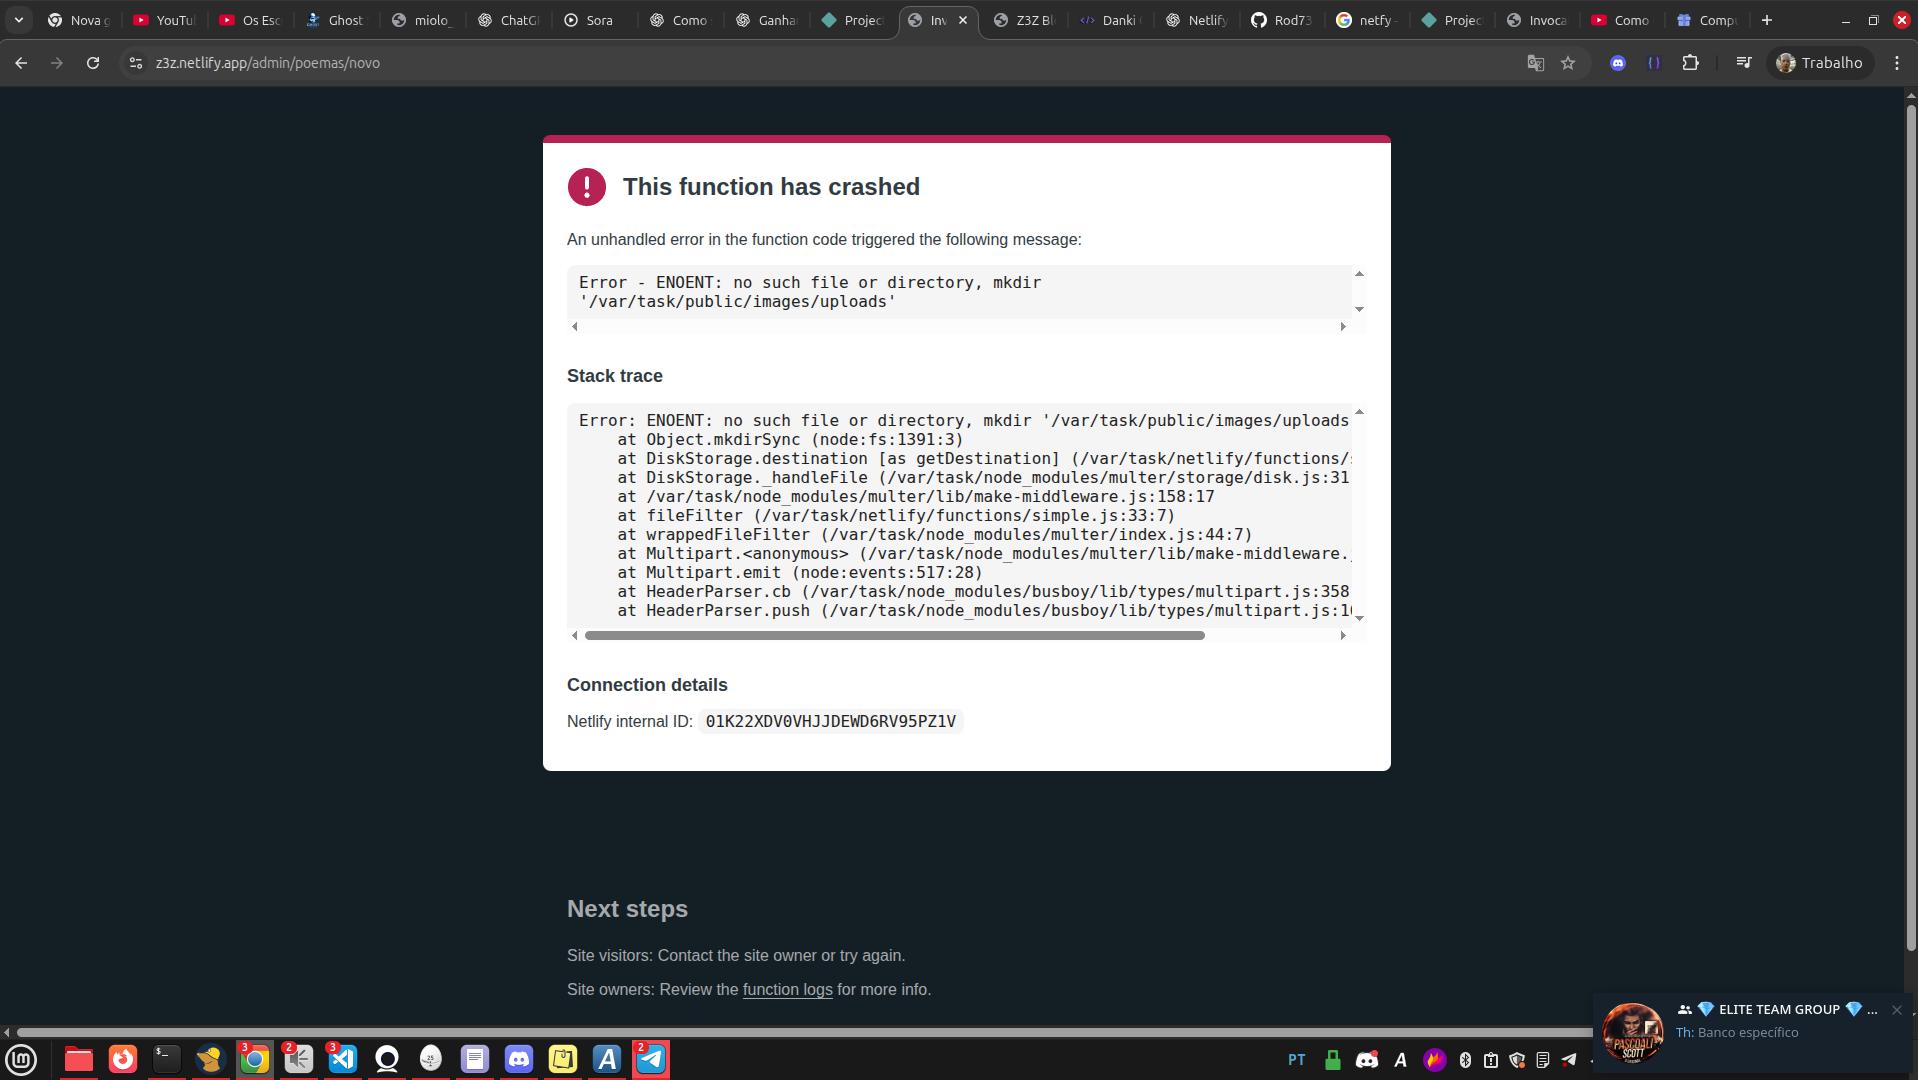 Nova g
YouTu
Os Esc
Ghost
miolo_
ChatG
Sora
Como
Ganha
Projec
Inv
Z3Z Bl
Danki
Netlify
Rod73
netfy -
Projec
Invoca
Como
Comp
z3z.netlify.app/admin/poemas/novo
Trabalho
This function has crashed
An unhandled error in the function code triggered the following message:
Error - ENOENT: no such file or directory, mkdir
'/var/task/public/images/uploads'
Stack trace
Error: ENOENT: no such file or directory, mkdir '/var/task/public/images/uploads
at Object.mkdirSync (node:fs:1391:3)
at DiskStorage.destination [as getDestination] (/var/task/netlify/functions/s
at DiskStorage._handleFile (/var/task/node_modules/multer/storage/disk.js:31
at /var/task/node_modules/multer/lib/make-middleware.js:158:17
at fileFilter (/var/task/netlify/functions/simple.js:33:7)
at wrappedFileFilter (/var/task/node_modules/multer/index.js:44:7)
at Multipart.<anonymous> (/var/task/node_modules/multer/lib/make-middleware.j
at Multipart.emit (node:events:517:28)
at HeaderParser.cb (/var/task/node_modules/busboy/lib/types/multipart.js:358
at HeaderParser.push (/var/task/node_modules/busboy/lib/types/multipart.js:16
Connection details
Netlify internal ID: 01K22XDV0VHJJDEWD6RV95PZ1V
Next steps
Site visitors: Contact the site owner or try again.
Site owners: Review the function logs for more info.
ELITE TEAM GROUP ...
Th: Banco específico
PASCOALI
SCOTT
3
2
3
25
2
PT